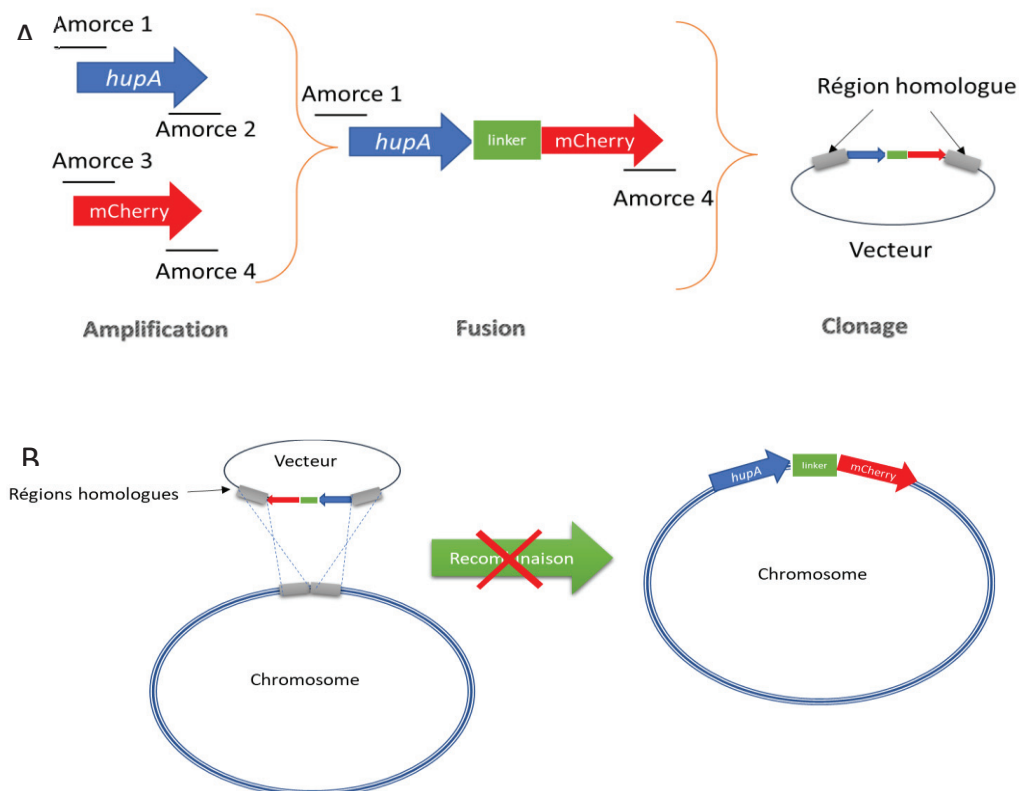 A
Amorce 1
hupA
Amorce 2
Amorce 3
mCherry
Amorce 4
Amorce 1
hupA
linker
mCherry
Amorce 4
Région homologue
Vecteur
Amplification
Fusion
Clonage
B
Vecteur
Régions homologues
Recombinaison
Chromosome
hupA
linker
mCherry
Chromosome